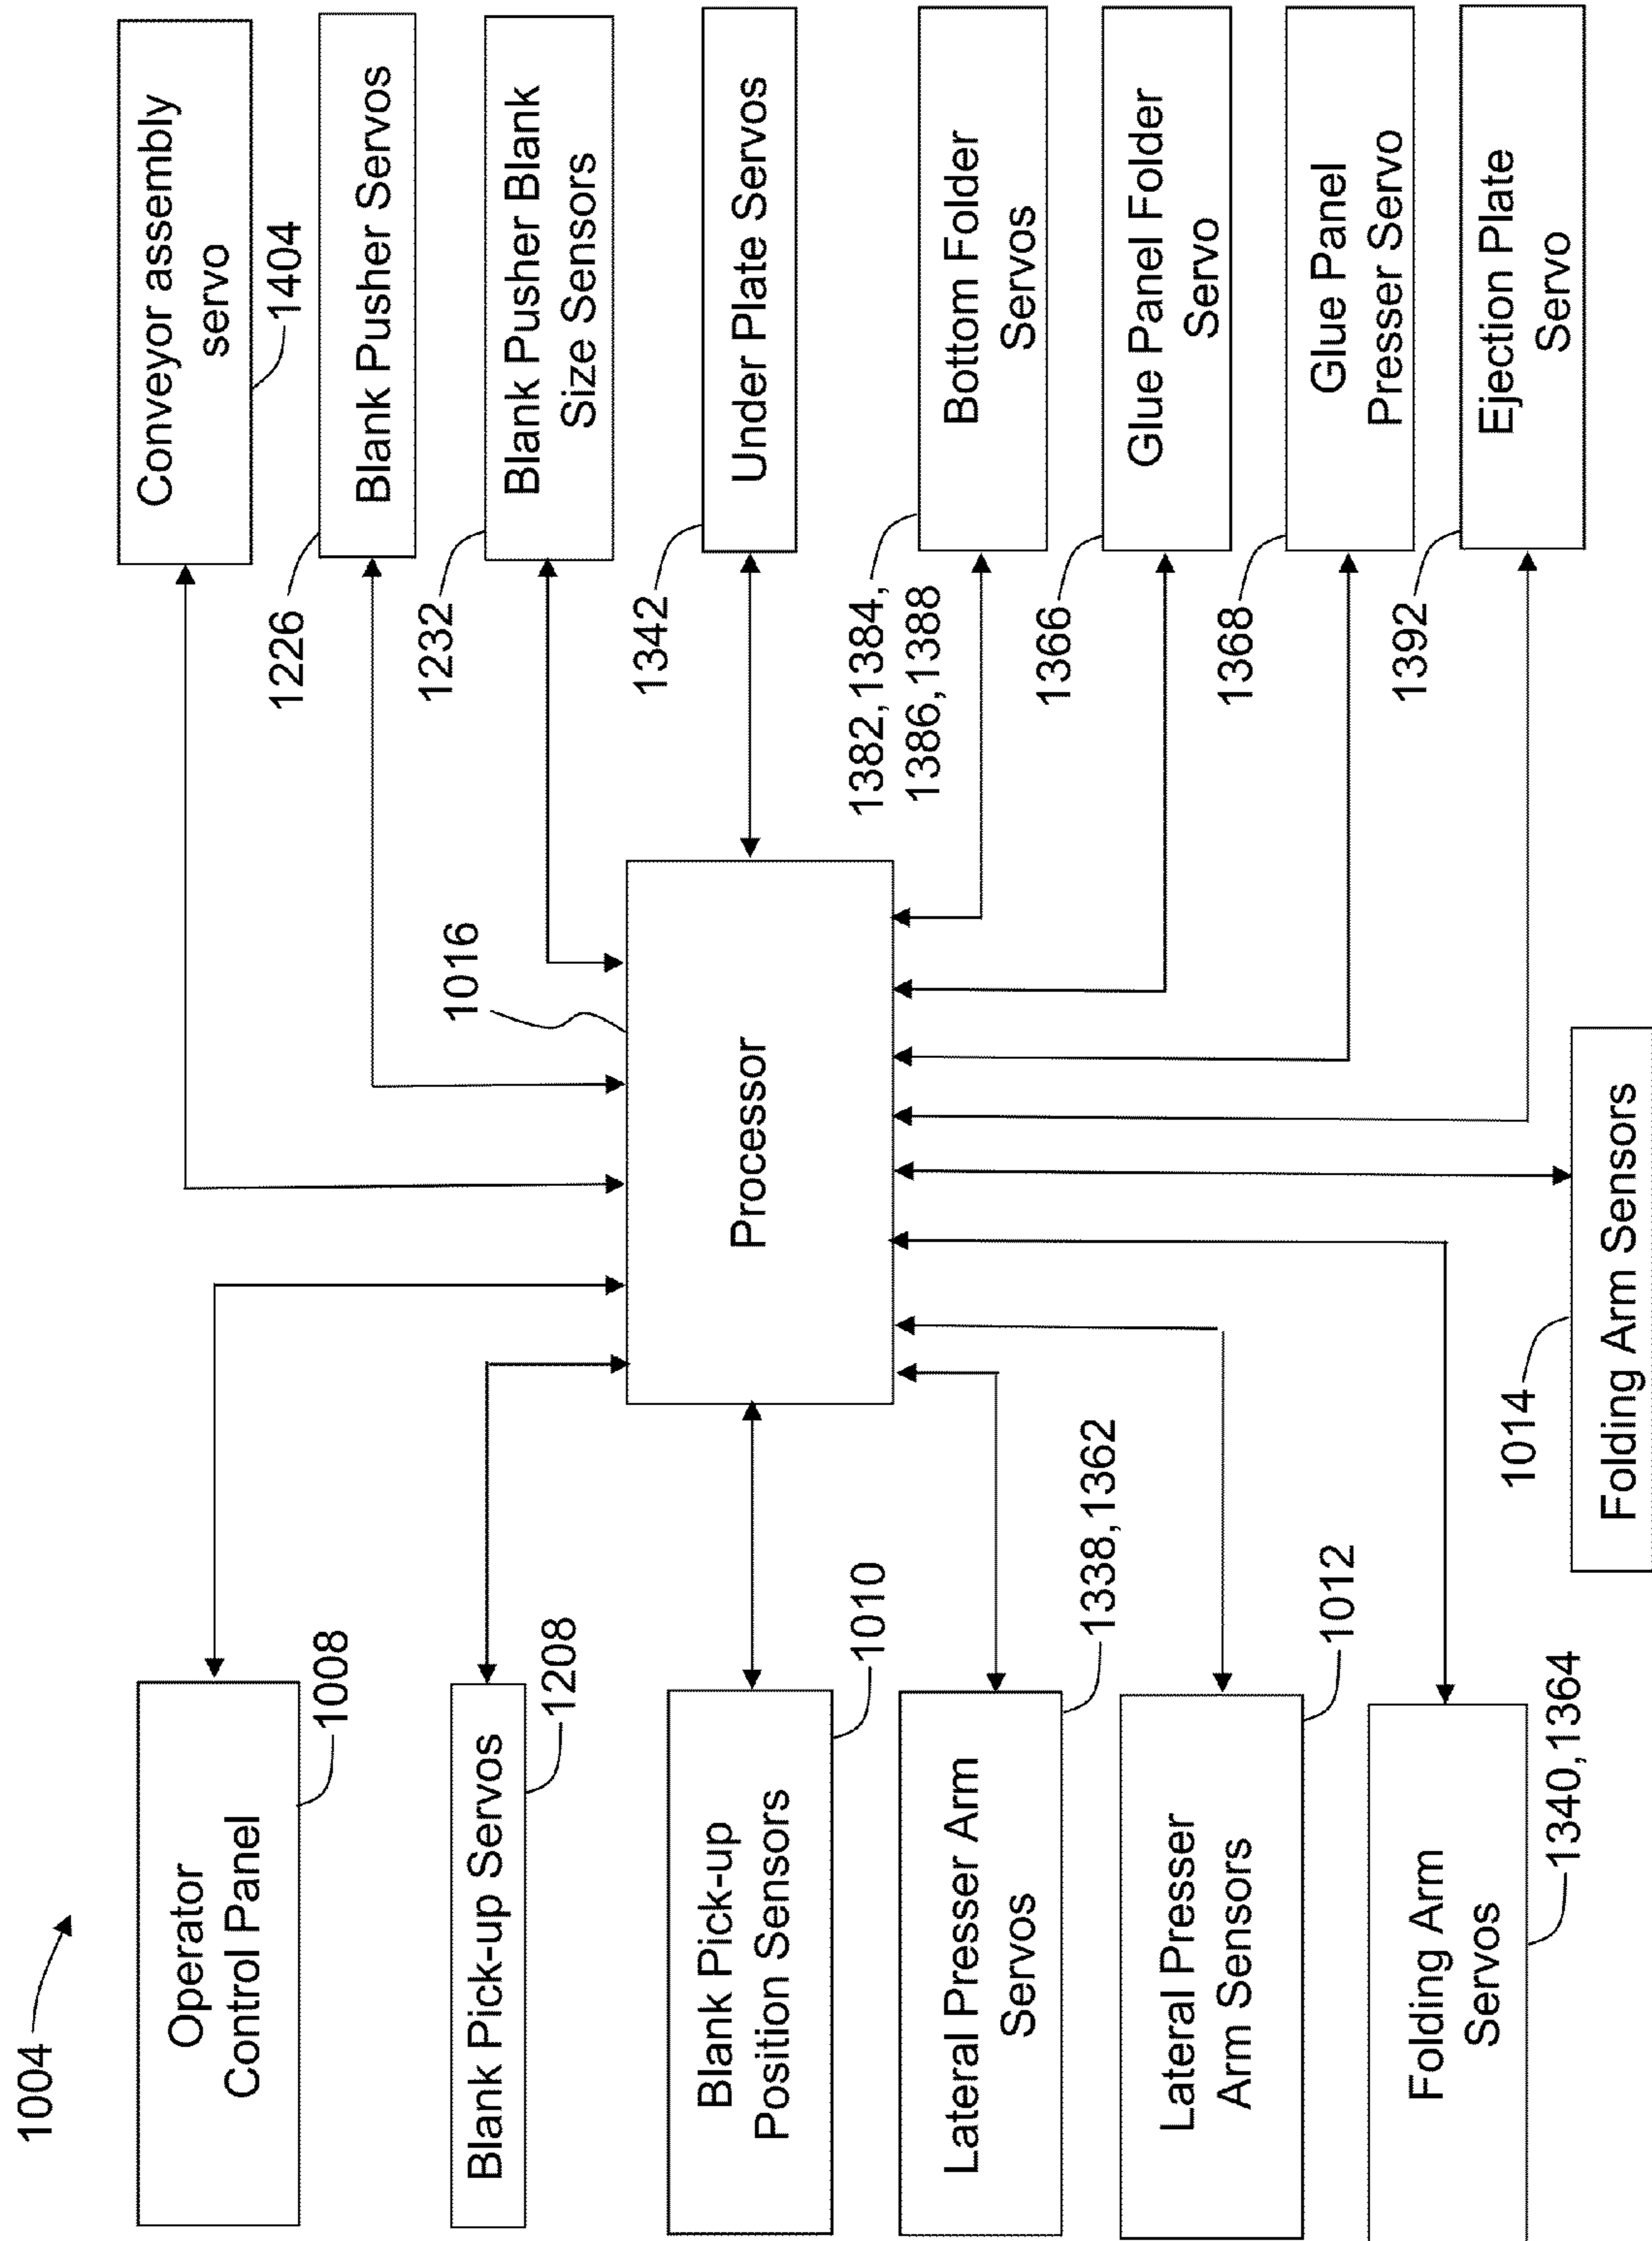 1004
Operator
Control Panel
1008
Blank Pick-up Servos
1208
Blank Pick-up
Position Sensors
1010
Lateral Presser Arm
Servos
1338,1362
Lateral Presser
Arm Sensors
1012
Folding Arm
Servos
1340,1364
Processor
1016
Folding Arm Sensors
1014
Conveyor assembly
servo
1404
Blank Pusher Servos
1226
Blank Pusher Blank
Size Sensors
1232
Under Plate Servos
1342
Bottom Folder
Servos
1382,1384,
1386,1388
Glue Panel Folder
Servo
1366
Glue Panel
Presser Servo
1368
Ejection Plate
Servo
1392